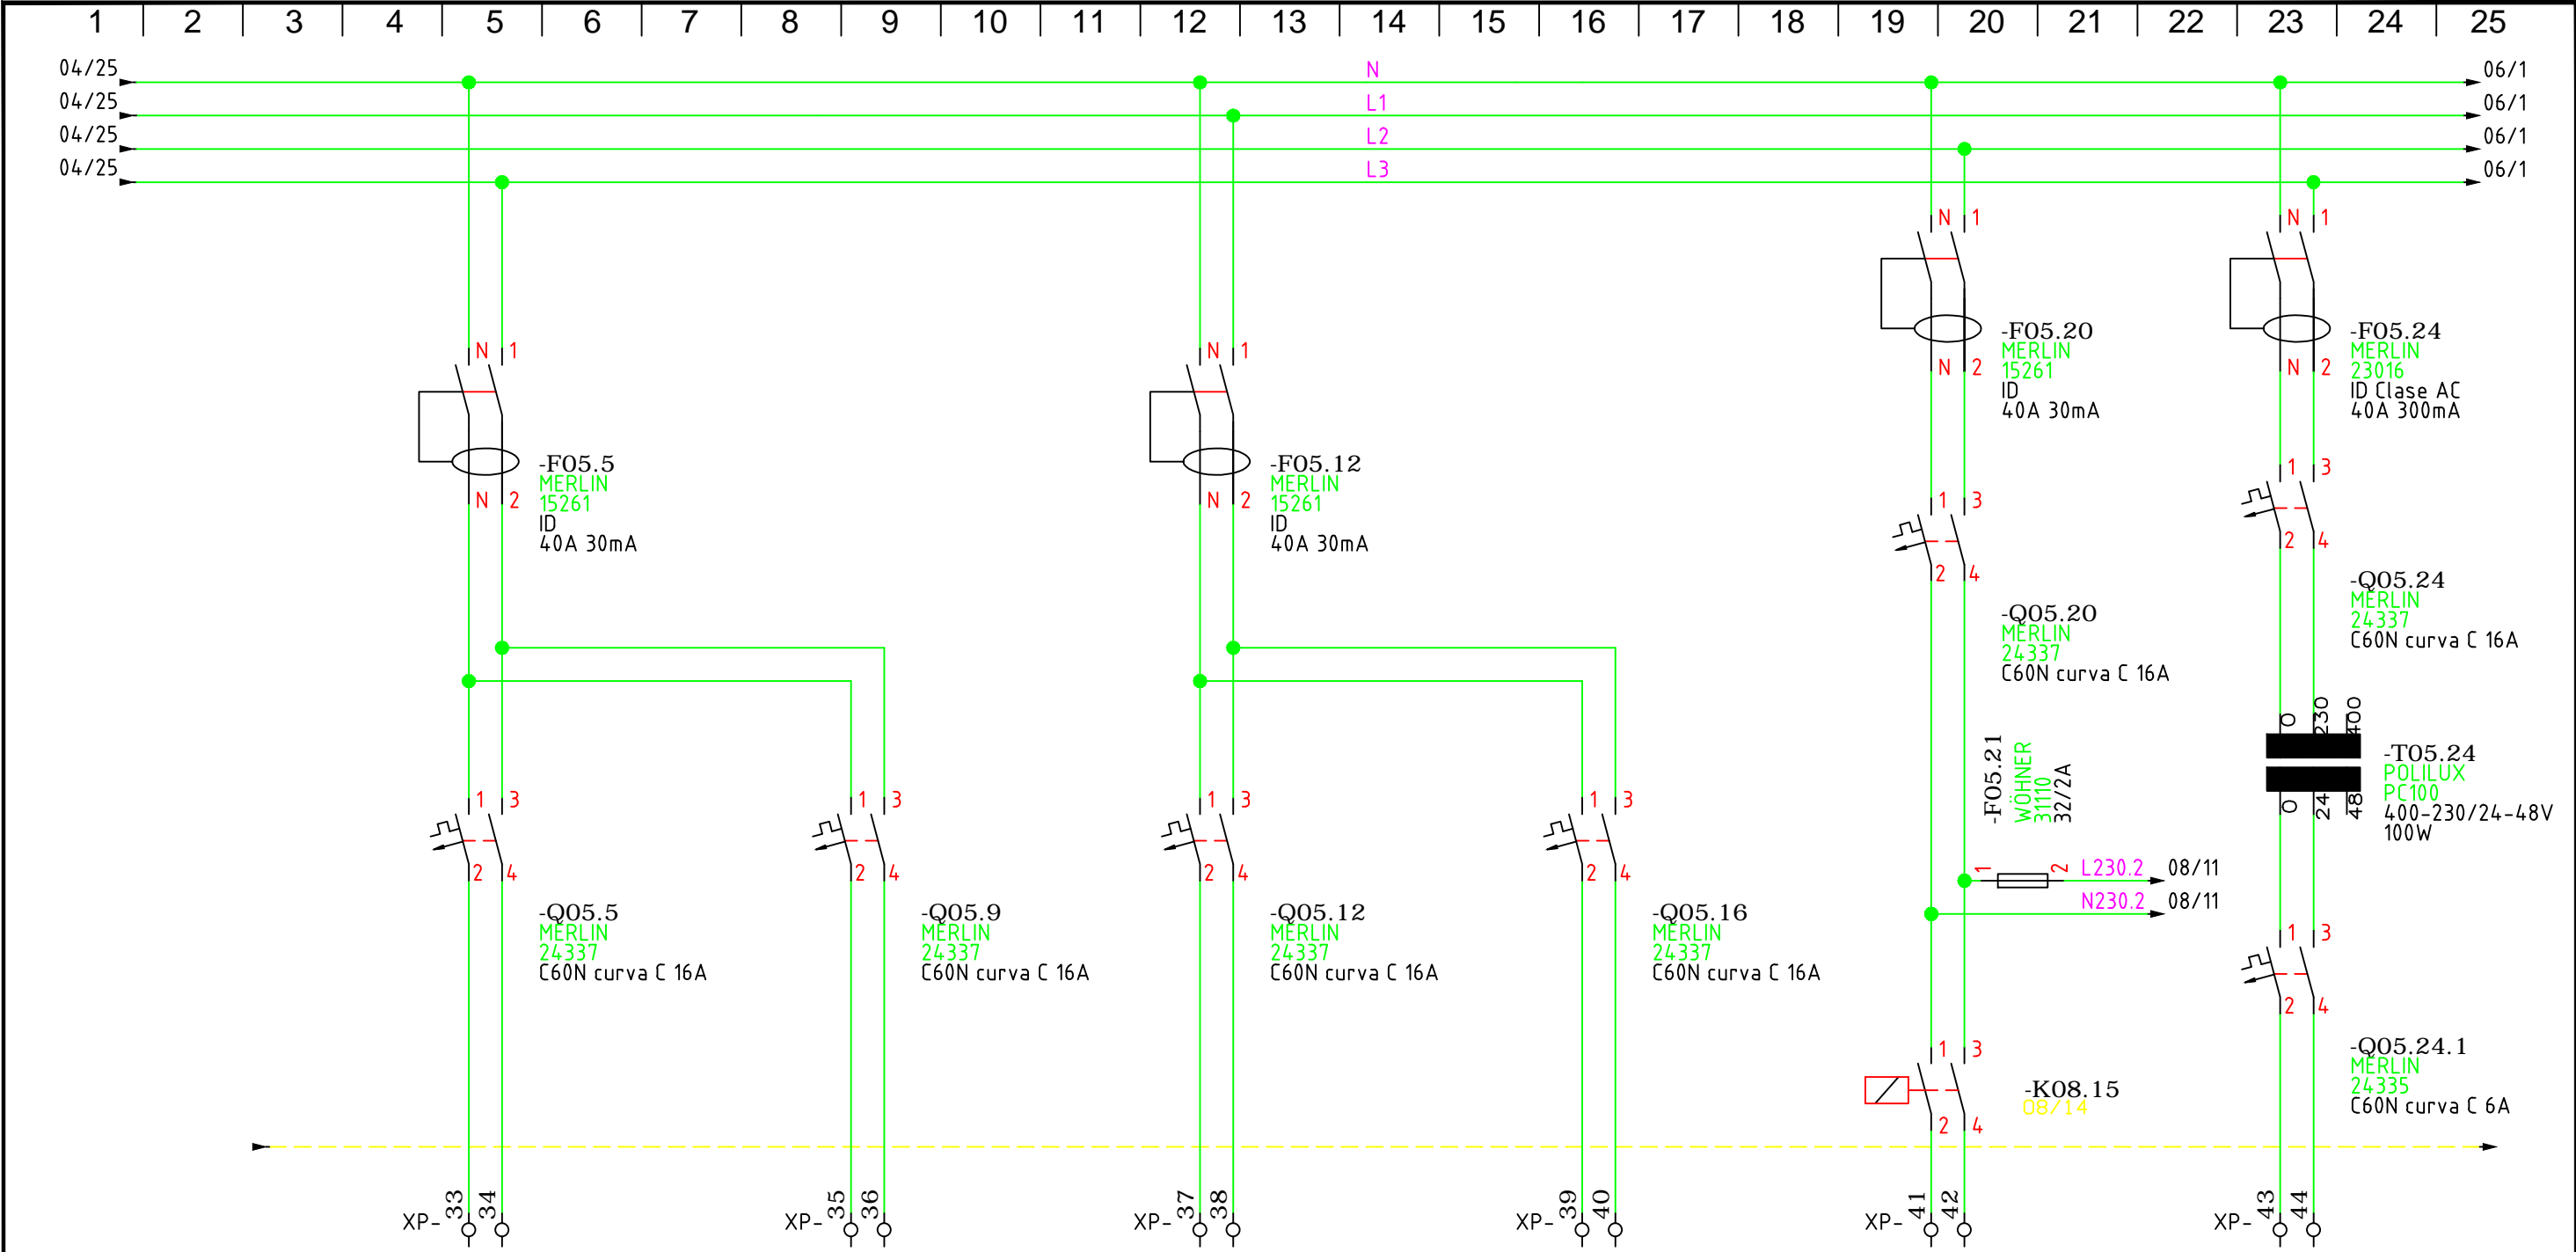 1 2 3 4 5 6 7 8 9 10 11 12 13 14 15 16 17 18 19 20 21 22 23 24 25
04/25 N 06/1
04/25 L1 06/1
04/25 L2 06/1
04/25 L3 06/1
N 1
N 2
-F05.5
MERLIN
15261
ID
40A 30mA
N 1
N 2
-F05.12
MERLIN
15261
ID
40A 30mA
N 1
N 2
-F05.20
MERLIN
15261
ID
40A 30mA
N 1
N 2
-F05.24
MERLIN
23016
ID Clase AC
40A 300mA
1 3
2 4
-Q05.20
MERLIN
24337
C60N curva C 16A
1 3
2 4
-Q05.24
MERLIN
24337
C60N curva C 16A
-F05.21
WÖHNER
31110
32/2A
1 2
L230.2 08/11
N230.2 08/11
0 230 400
0 24 48
-T05.24
POLILUX
PC100
400-230/24-48V
100W
1 3
2 4
-Q05.5
MERLIN
24337
C60N curva C 16A
1 3
2 4
-Q05.9
MERLIN
24337
C60N curva C 16A
1 3
2 4
-Q05.12
MERLIN
24337
C60N curva C 16A
1 3
2 4
-Q05.16
MERLIN
24337
C60N curva C 16A
1 3
2 4
-K08.15
08/14
1 3
2 4
-Q05.24.1
MERLIN
24335
C60N curva C 6A
XP- 33 34
XP- 35 36
XP- 37 38
XP- 39 40
XP- 41 42
XP- 43 44